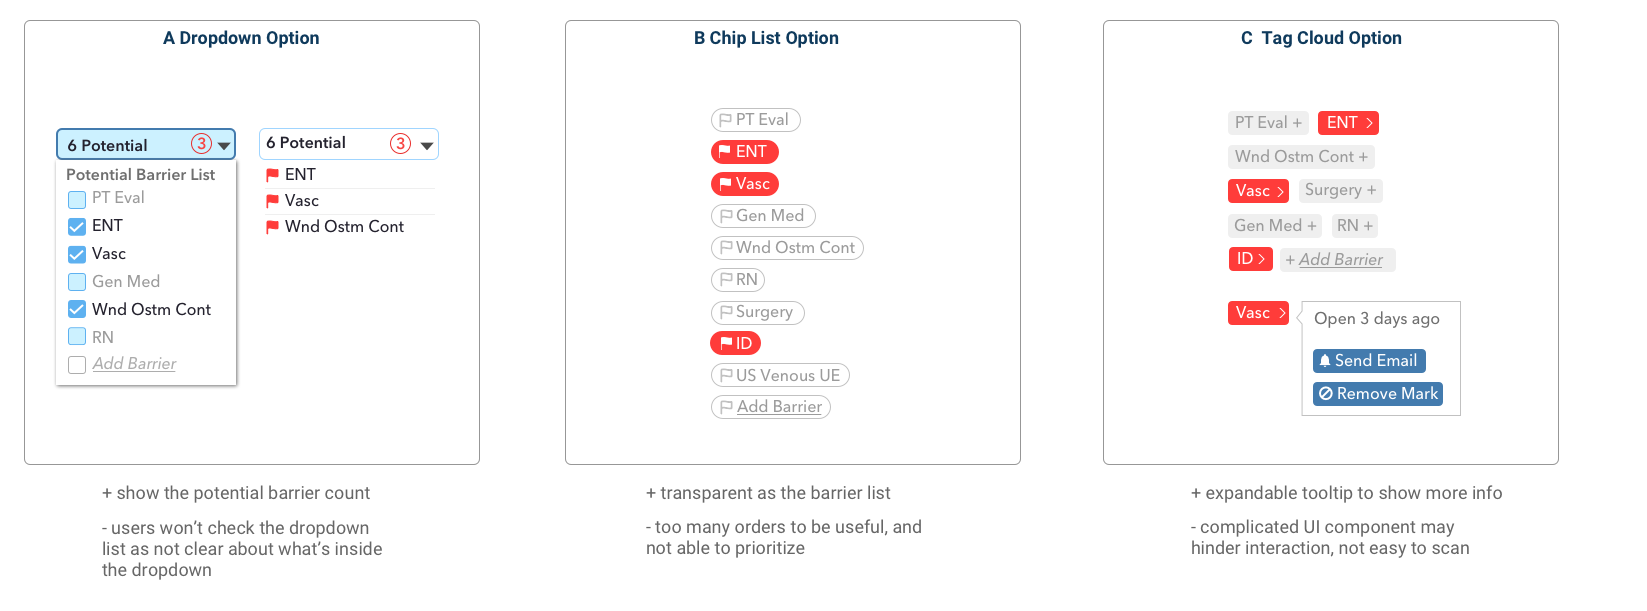 A Dropdown Option
6 Potential 3
Potential Barrier List
PT Eval
ENT
Vasc
Gen Med
Wnd Ostm Cont
RN
Add Barrier
6 Potential 3
ENT
Vasc
Wnd Ostm Cont
+ show the potential barrier count
- users won’t check the dropdown
list as not clear about what’s inside
the dropdown
B Chip List Option
PT Eval
ENT
Vasc
Gen Med
Wnd Ostm Cont
RN
Surgery
ID
US Venous UE
Add Barrier
+ transparent as the barrier list
- too many orders to be useful, and
not able to prioritize
C Tag Cloud Option
PT Eval + ENT >
Wnd Ostm Cont +
Vasc > Surgery +
Gen Med + RN +
ID > + Add Barrier
Vasc > Open 3 days ago
Send Email
Remove Mark
+ expandable tooltip to show more info
- complicated UI component may
hinder interaction, not easy to scan